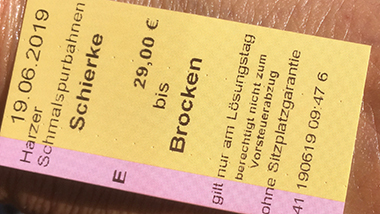 19.06.2019
Harzer
Schmalspurbahnen
Schierke
29,00 €
bis
Brocken
E
gilt nur am Lösungstag
berechtigt nicht zum
Vorsteuerabzug
ohne Sitzplatzgarantie
41 190619 09:47 6